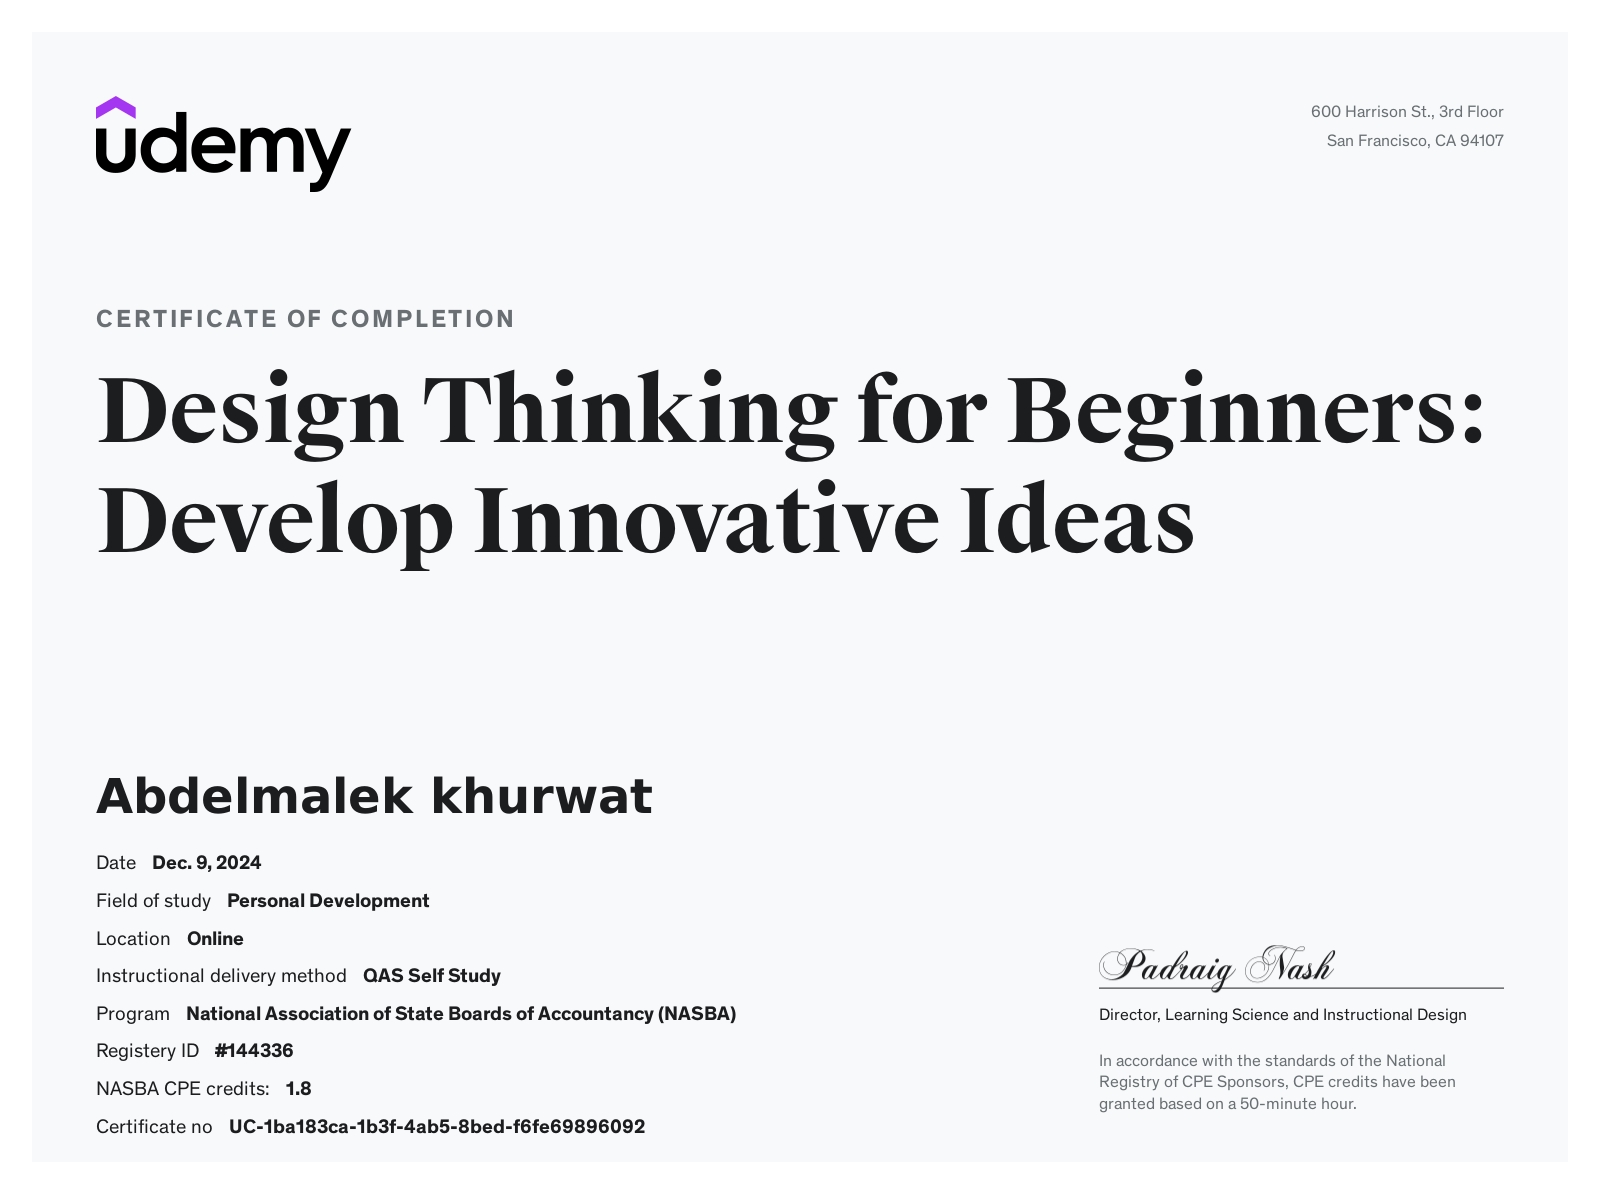 udemy
600 Harrison St., 3rd Floor
San Francisco, CA 94107
CERTIFICATE OF COMPLETION
Design Thinking for Beginners:
Develop Innovative Ideas
Abdelmalek khurwat
Date Dec. 9, 2024
Field of study Personal Development
Location Online
Instructional delivery method QAS Self Study
Program National Association of State Boards of Accountancy (NASBA)
Registery ID #144336
NASBA CPE credits: 1.8
Certificate no UC-1ba183ca-1b3f-4ab5-8bed-f6fe69896092
Padraig Nash
Director, Learning Science and Instructional Design
In accordance with the standards of the National
Registry of CPE Sponsors, CPE credits have been
granted based on a 50-minute hour.